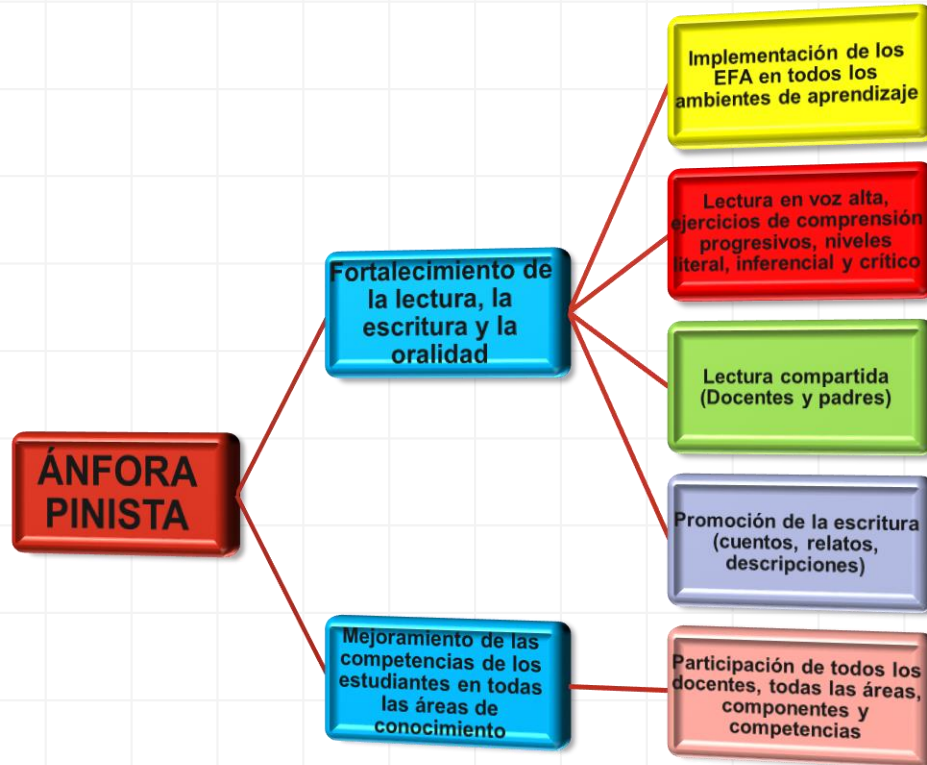 ÁNFORA
PINISTA
Fortalecimiento de
la lectura, la
escritura y la
oralidad
Implementación de los
EFA en todos los
ambientes de aprendizaje
Lectura en voz alta,
ejercicios de comprensión
progresivos, niveles
literal, inferencial y crítico
Lectura compartida
(Docentes y padres)
Promoción de la escritura
(cuentos, relatos,
descripciones)
Mejoramiento de las
competencias de los
estudiantes en todas
las áreas de
conocimiento
Participación de todos los
docentes, todas las áreas,
componentes y
competencias